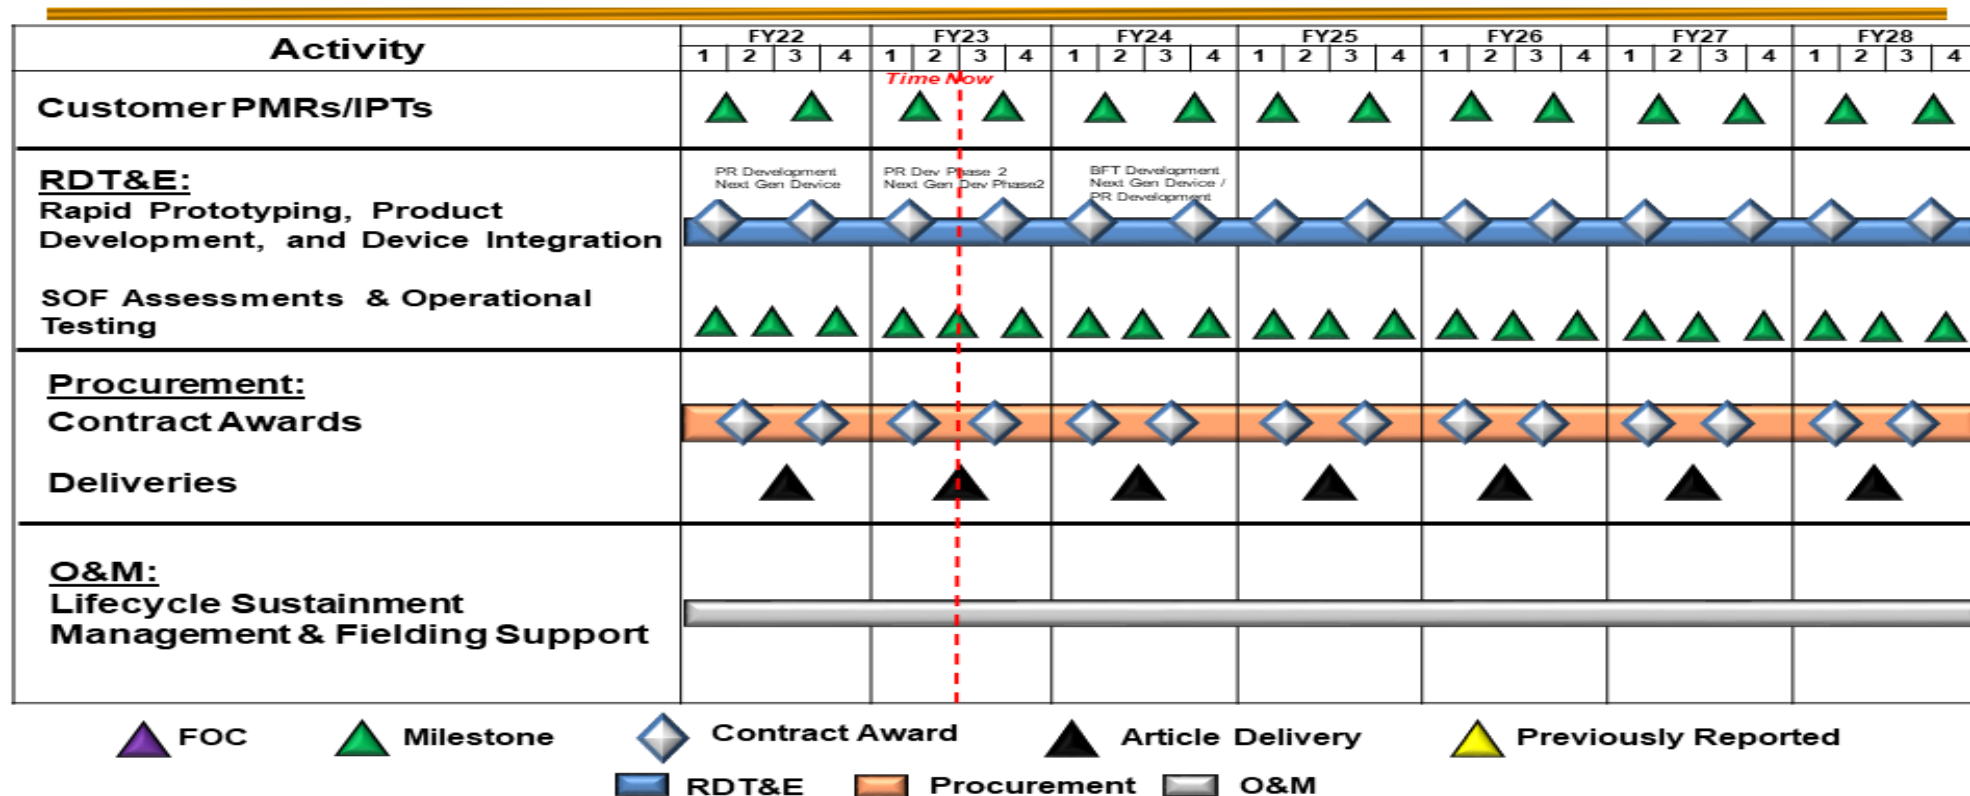 Activity
FY22 FY23 FY24 FY25 FY26 FY27 FY28
1 2 3 4 1 2 3 4 1 2 3 4 1 2 3 4 1 2 3 4 1 2 3 4 1 2 3 4
Time Now
Customer PMRs/IPTs
RDT&E:
Rapid Prototyping, Product
Development, and Device Integration
PR Development
Next Gen Device
PR Dev Phase 2
Next Gen Dev Phase2
BFT Development
Next Gen Device /
PR Development
SOF Assessments & Operational
Testing
Procurement:
Contract Awards
Deliveries
O&M:
Lifecycle Sustainment
Management & Fielding Support
FOC Milestone Contract Award Article Delivery Previously Reported
RDT&E Procurement O&M